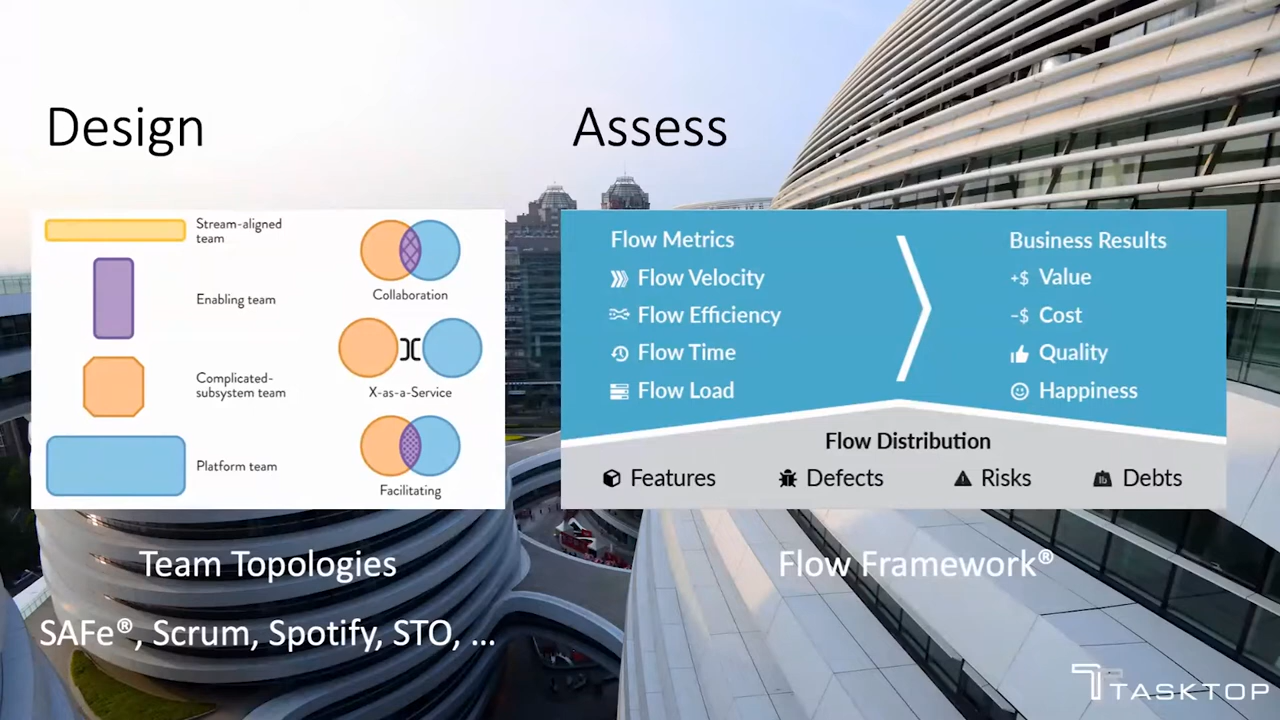 Design
Assess
Stream-aligned
team
Enabling team
Complicated-
subsystem team
Platform team
Collaboration
X-as-a-Service
Facilitating
Flow Metrics
Flow Velocity
Flow Efficiency
Flow Time
Flow Load
Business Results
+$ Value
-$ Cost
Quality
Happiness
Flow Distribution
Features
Defects
Risks
Debts
Team Topologies
SAFe®, Scrum, Spotify, STO, ...
Flow Framework®
TASKTOP